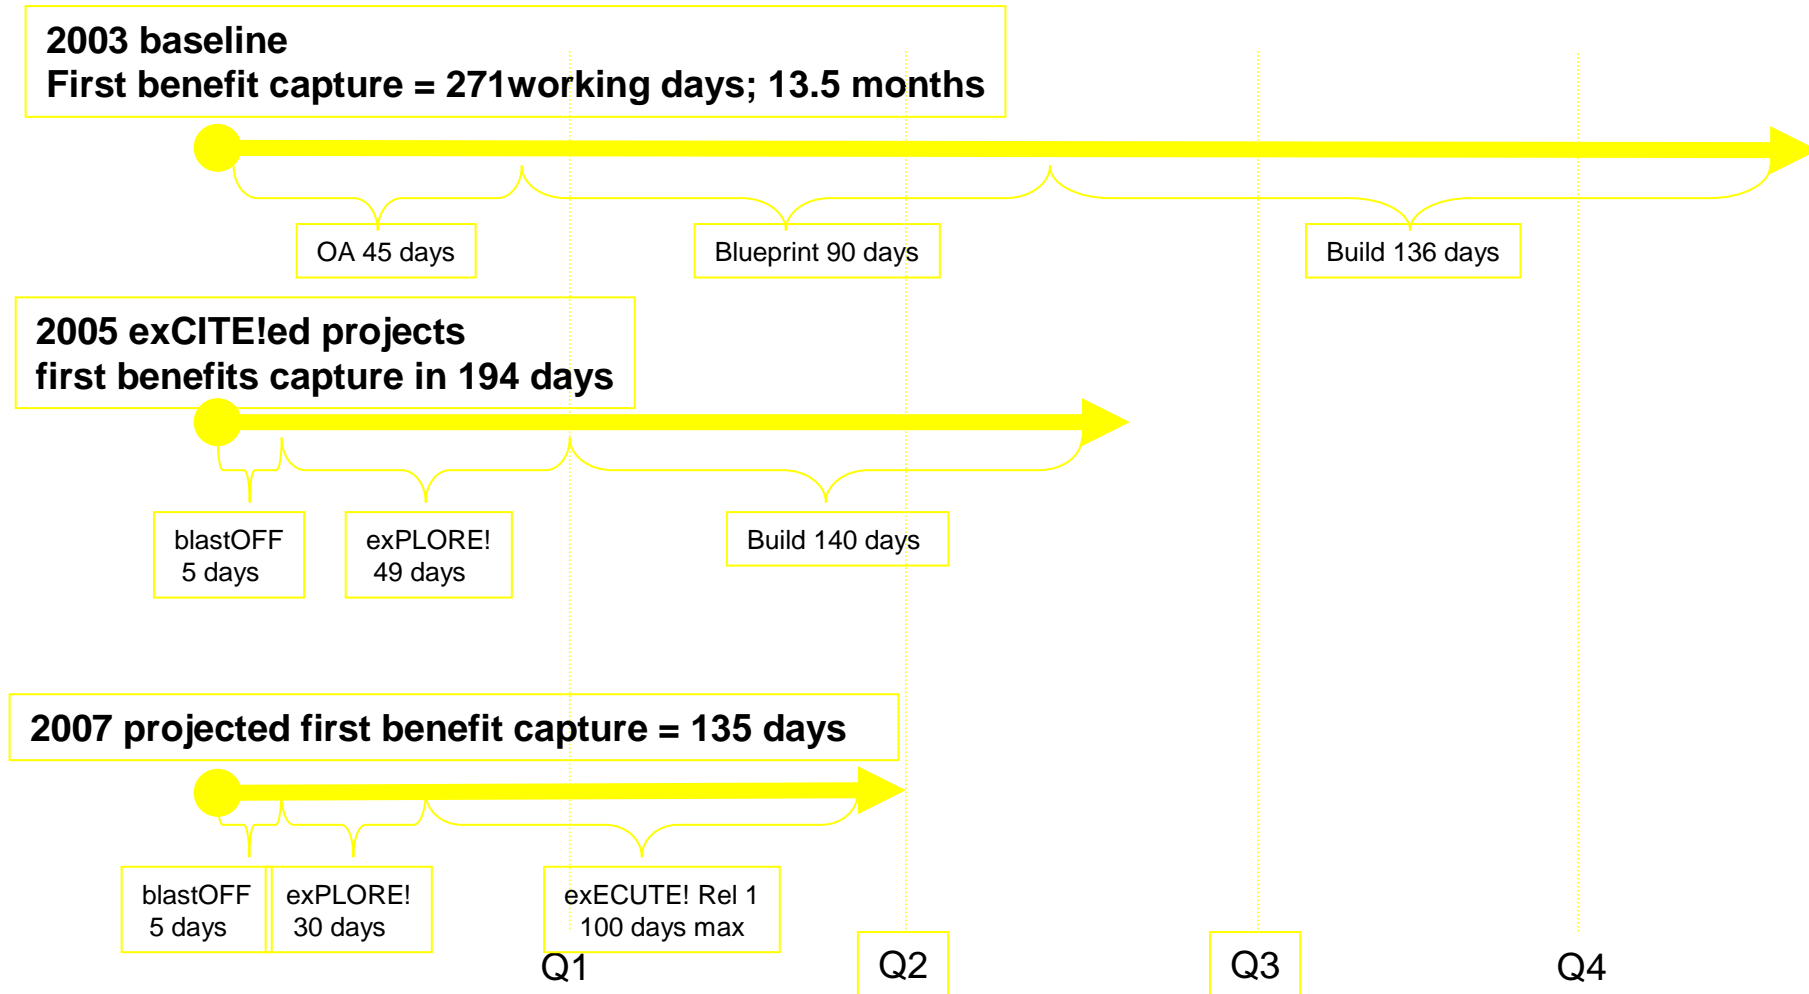 2003 baseline
First benefit capture = 271working days; 13.5 months
OA 45 days
Blueprint 90 days
Build 136 days
2005 exCITE!ed projects
first benefits capture in 194 days
blastOFF
5 days
exPLORE!
49 days
Build 140 days
2007 projected first benefit capture = 135 days
blastOFF
5 days
exPLORE!
30 days
exECUTE! Rel 1
100 days max
Q1
Q2
Q3
Q4